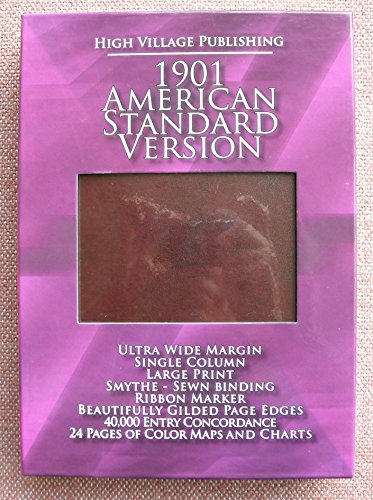 High Village Publishing
1901
American
Standard
Version
Ultra Wide Margin
Single Column
Large Print
Smythe - Sewn Binding
Ribbon Marker
Beautifully Gilded Page Edges
40,000 Entry Concordance
24 Pages of Color Maps and Charts